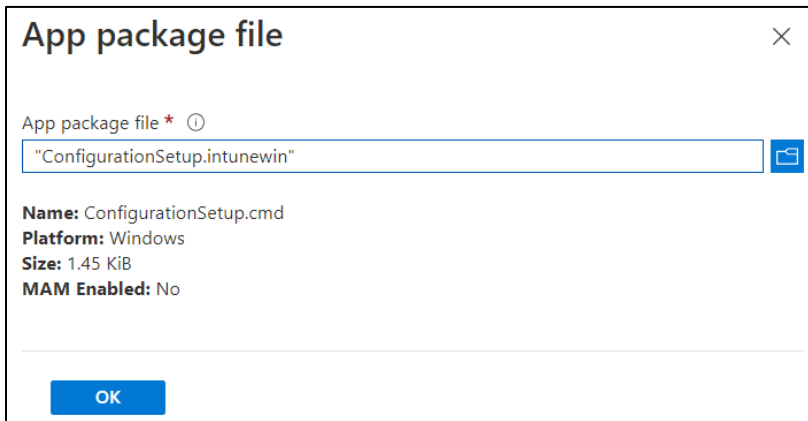 App package file
App package file * 
"ConfigurationSetup.intunewin"
Name: ConfigurationSetup.cmd
Platform: Windows
Size: 1.45 KiB
MAM Enabled: No
OK